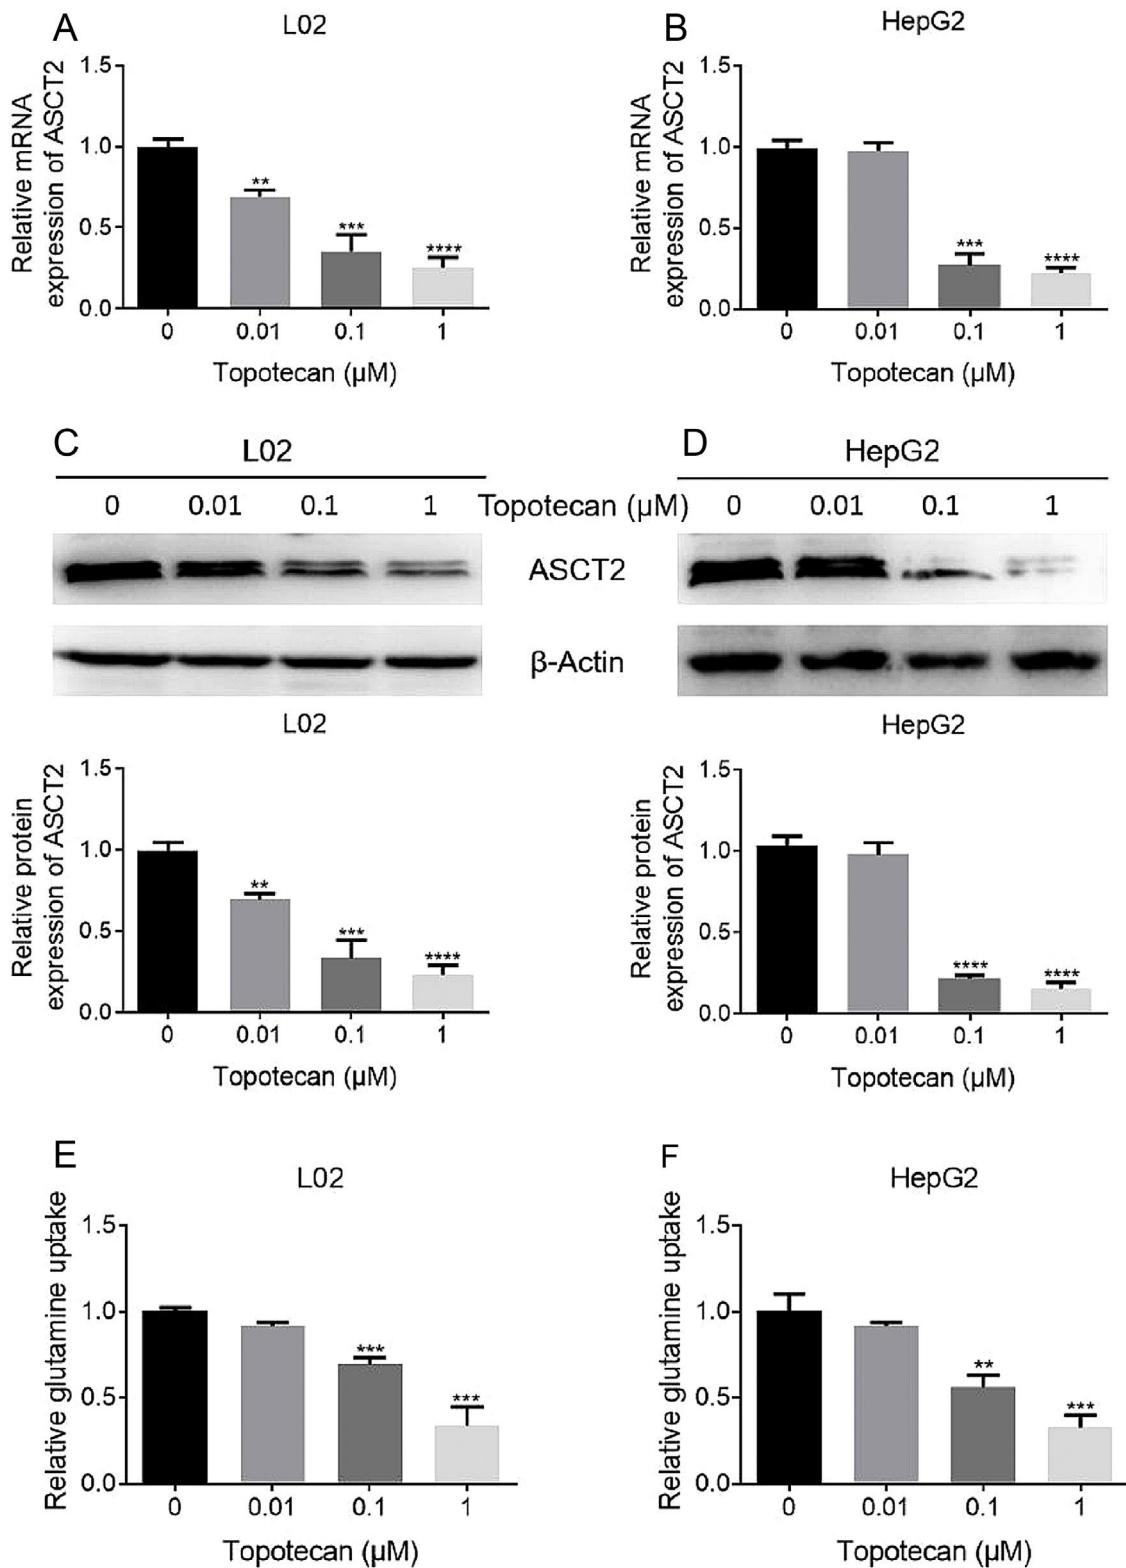 A
L02
Relative mRNA
expression of ASCT2
1.5
1.0
0.5
0.0
**
***
****
0 0.01 0.1 1
Topotecan (μM)
B
HepG2
Relative mRNA
expression of ASCT2
1.5
1.0
0.5
0.0
***
****
0 0.01 0.1 1
Topotecan (μM)
C
L02
D
HepG2
0 0.01 0.1 1 Topotecan (μM) 0 0.01 0.1 1
ASCT2
β-Actin
L02
Relative protein
expression of ASCT2
1.5
1.0
0.5
0.0
**
***
****
0 0.01 0.1 1
Topotecan (μM)
HepG2
Relative protein
expression of ASCT2
1.5
1.0
0.5
0.0
****
****
0 0.01 0.1 1
Topotecan (μM)
E
L02
Relative glutamine uptake
1.5
1.0
0.5
0.0
***
***
0 0.01 0.1 1
Topotecan (μM)
F
HepG2
Relative glutamine uptake
1.5
1.0
0.5
0.0
**
***
0 0.01 0.1 1
Topotecan (μM)